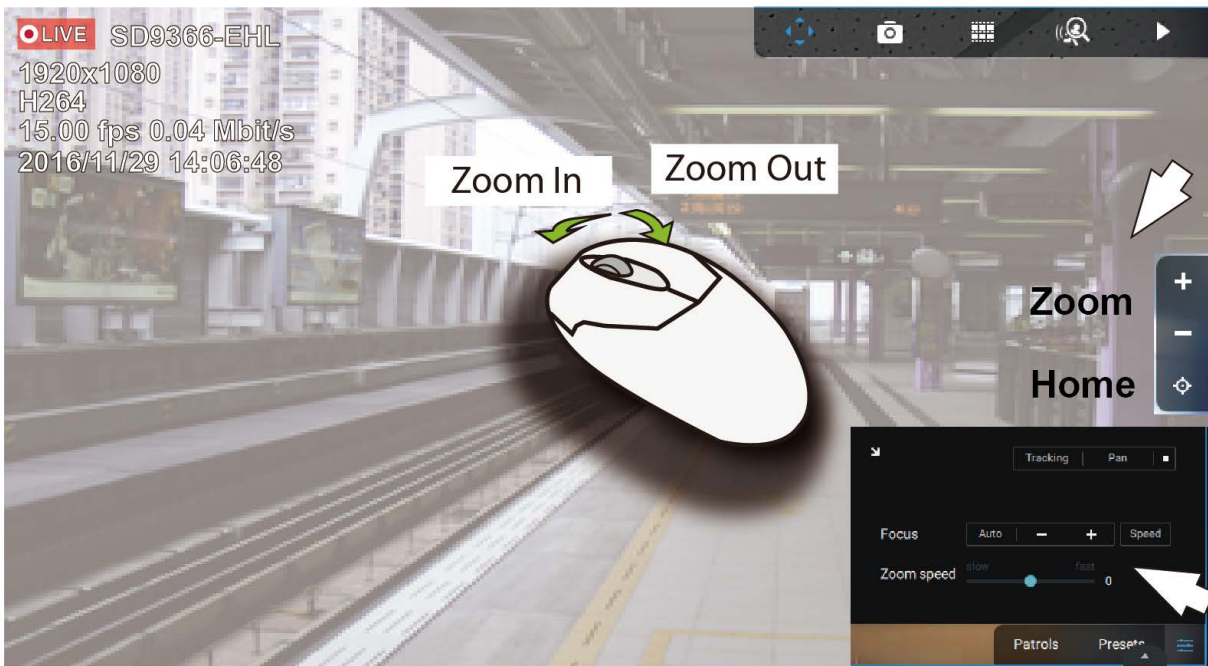 LIVE SD9366-EHL
1920x1080
H264
15.00 fps 0.04 Mbit/s
2016/11/29 14:06:48
Zoom In
Zoom Out
+
Zoom
−
Home
Tracking | Pan
Focus Auto | − + Speed
slow fast
Zoom speed 0
Patrols Presets